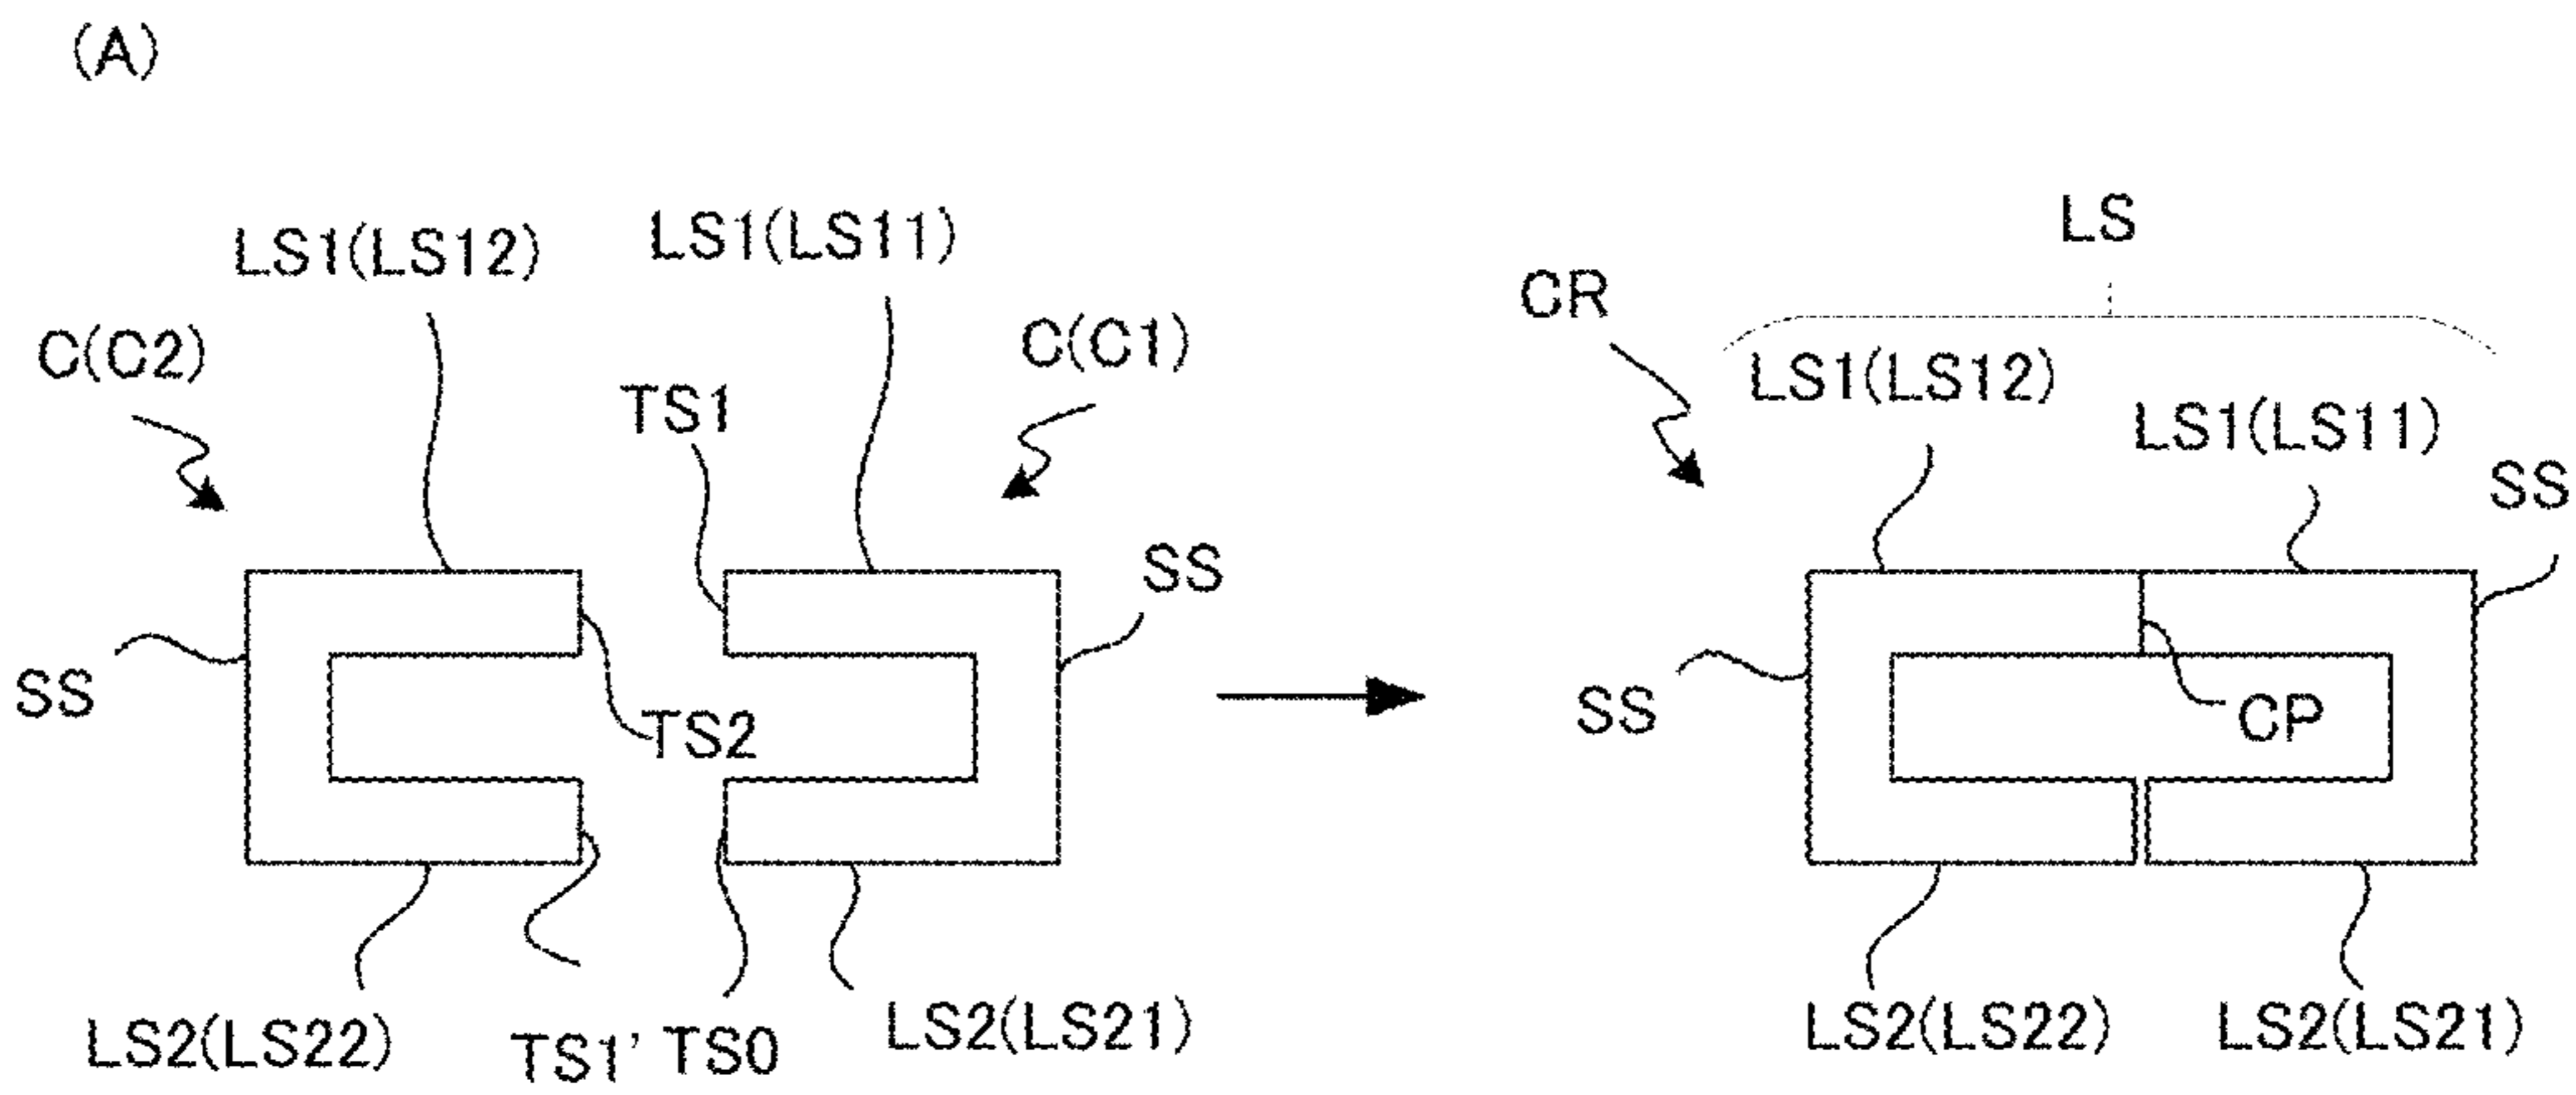 (A)
LS1(LS12)
LS1(LS11)
C(C2)
C(C1)
TS1
SS
SS
TS2
LS2(LS22)
TS1'
TS0
LS2(LS21)
LS
CR
LS1(LS12)
LS1(LS11)
SS
SS
CP
LS2(LS22)
LS2(LS21)